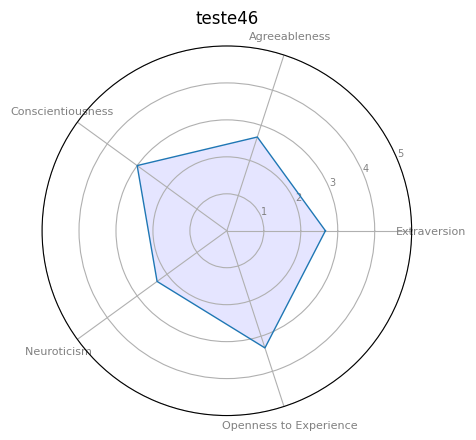 teste46
Agreeableness
Conscientiousness
5
4
3
2
1
Extraversion
Neuroticism
Openness to Experience